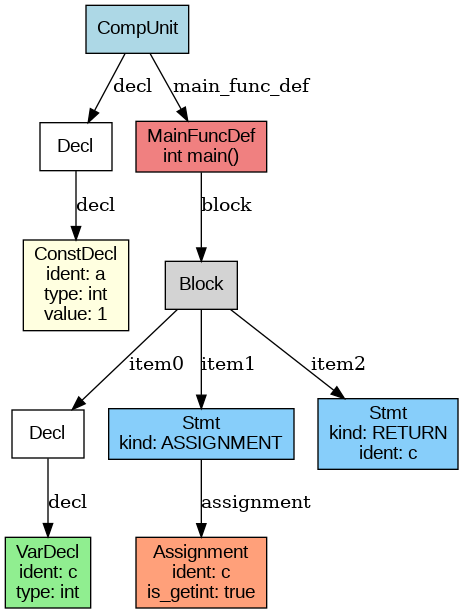 CompUnit
decl
main_func_def
Decl
MainFuncDef
int main()
decl
block
ConstDecl
ident: a
type: int
value: 1
Block
item0
item1
item2
Decl
Stmt
kind: ASSIGNMENT
Stmt
kind: RETURN
ident: c
decl
assignment
VarDecl
ident: c
type: int
Assignment
ident: c
is_getint: true